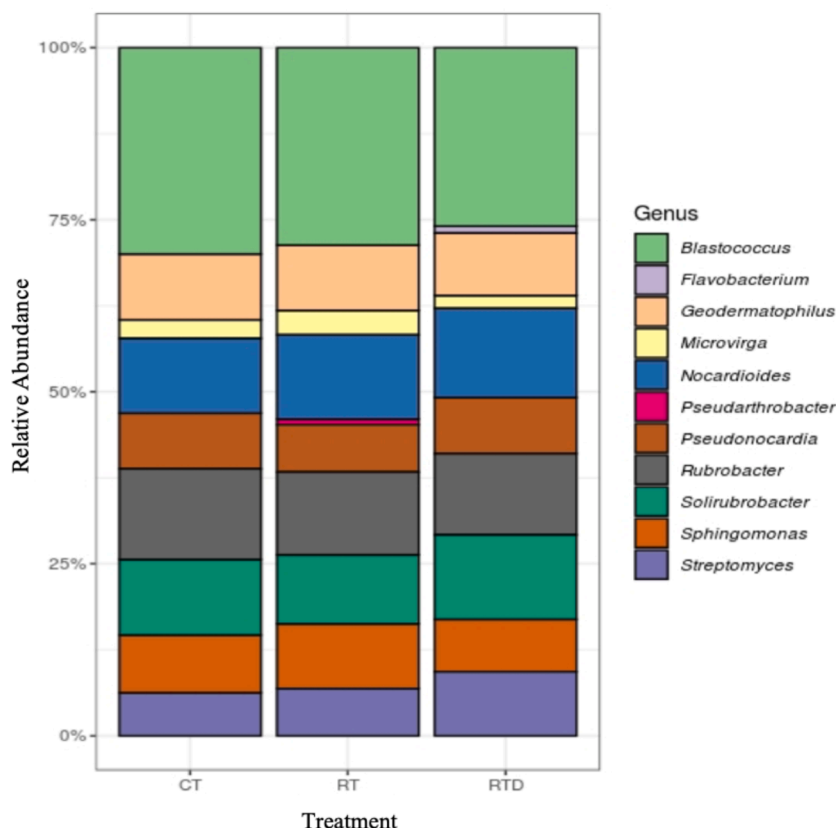 100%
75%
50%
25%
0%
Relative Abundance
CT RT RTD
Treatment
Genus
Blastococcus
Flavobacterium
Geodermatophilus
Microvirga
Nocardioides
Pseudarthrobacter
Pseudonocardia
Rubrobacter
Solirubrobacter
Sphingomonas
Streptomyces